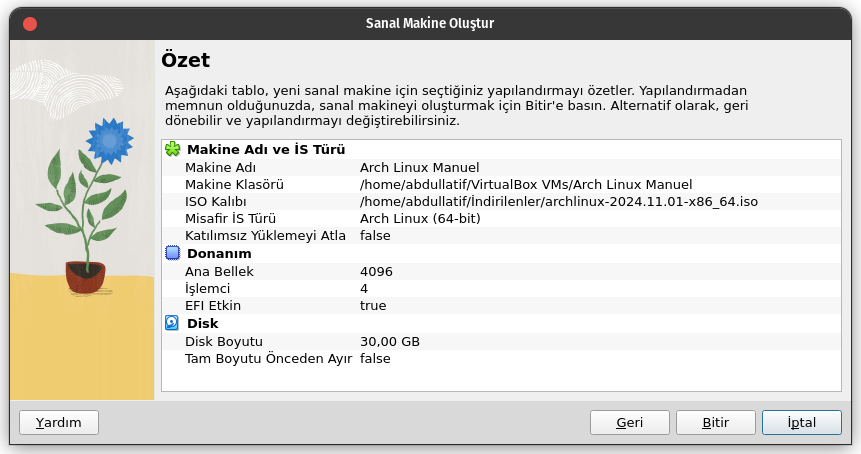 Sanal Makine Oluştur
Özet
Aşağıdaki tablo, yeni sanal makine için seçtiğiniz yapılandırmayı özetler. Yapılandırmadan
memnun olduğunuzda, sanal makineyi oluşturmak için Bitir'e basın. Alternatif olarak, geri
dönebilir ve yapılandırmayı değiştirebilirsiniz.
Makine Adı ve İS Türü
Makine Adı Arch Linux Manuel
Makine Klasörü /home/abdullatif/VirtualBox VMs/Arch Linux Manuel
ISO Kalıbı /home/abdullatif/İndirilenler/archlinux-2024.11.01-x86_64.iso
Misafir İS Türü Arch Linux (64-bit)
Katılımsız Yüklemeyi Atla false
Donanım
Ana Bellek 4096
İşlemci 4
EFI Etkin true
Disk
Disk Boyutu 30,00 GB
Tam Boyutu Önceden Ayır false
Yardım Geri Bitir İptal